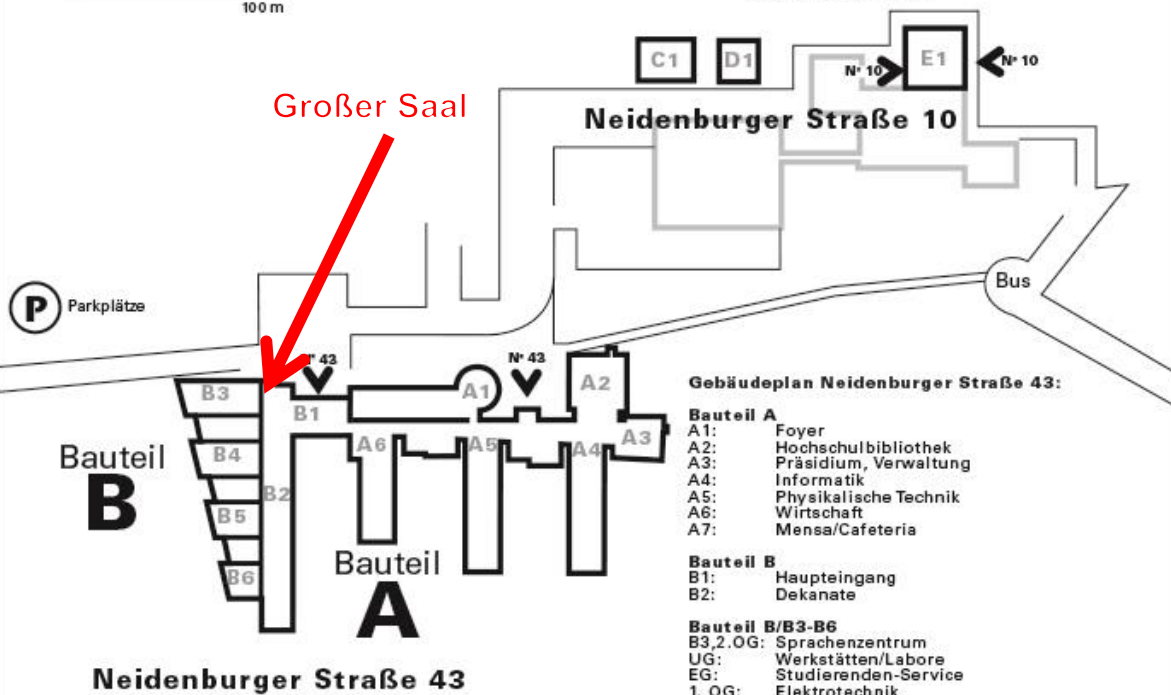 100 m
C1
D1
E1
N° 10
N° 10
Neidenburger Straße 10
Großer Saal
P
Parkplätze
Bus
N° 43
N° 43
B3
B1
A1
A2
B4
A6
A5
A4
A3
B2
B5
B6
Bauteil
B
Bauteil
A
Neidenburger Straße 43
Gebäudeplan Neidenburger Straße 43:
Bauteil A
A1: Foyer
A2: Hochschulbibliothek
A3: Präsidium, Verwaltung
A4: Informatik
A5: Physikalische Technik
A6: Wirtschaft
A7: Mensa/Cafeteria
Bauteil B
B1: Haupteingang
B2: Dekanate
Bauteil B/B3-B6
B3,2.OG: Sprachenzentrum
UG: Werkstätten/Labore
EG: Studierenden-Service
1. OG: Elektrotechnik